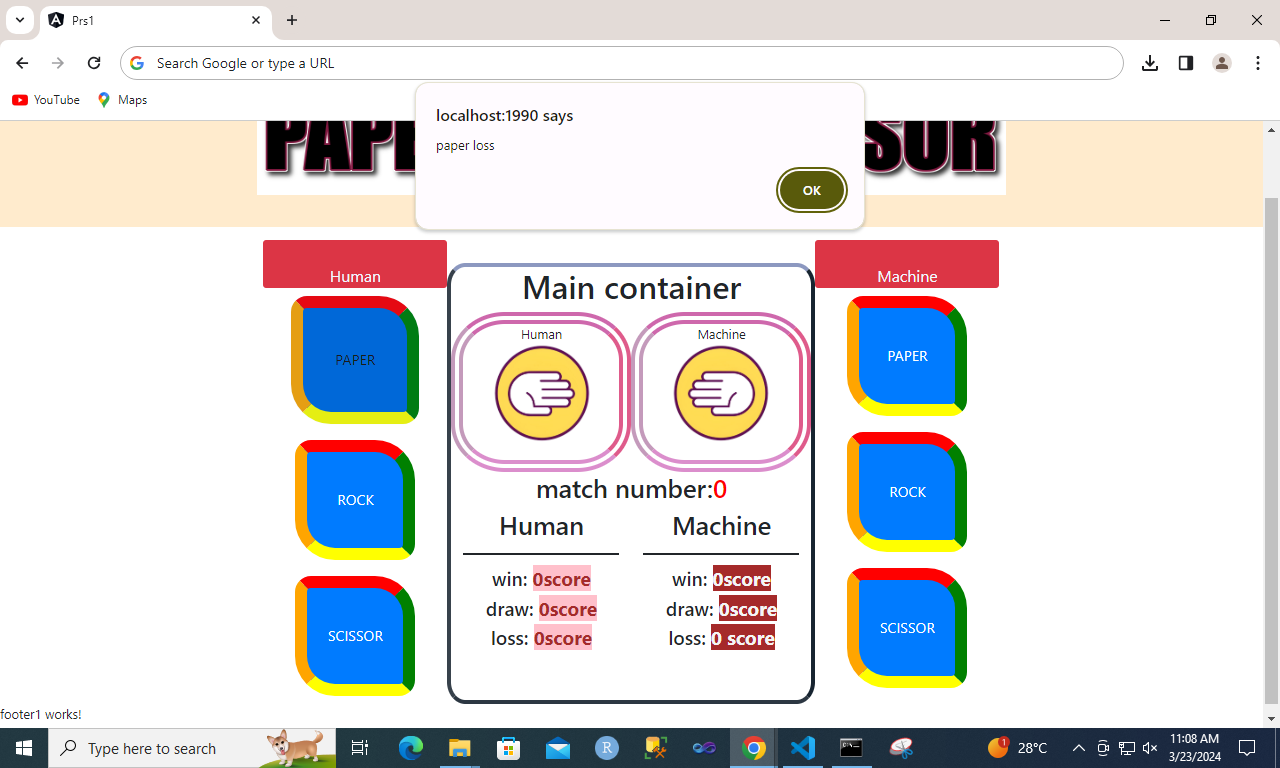 Prs1
Search Google or type a URL
YouTube
Maps
localhost:1990 says
paper loss
OK
Human
Machine
PAPER
ROCK
SCISSOR
Main container
Human
Machine
match number:0
Human
Machine
win: 0score
win: 0score
draw: 0score
draw: 0score
loss: 0score
loss: 0 score
PAPER
ROCK
SCISSOR
footer1 works!
Type here to search
R
1
28°C
11:08 AM
3/23/2024